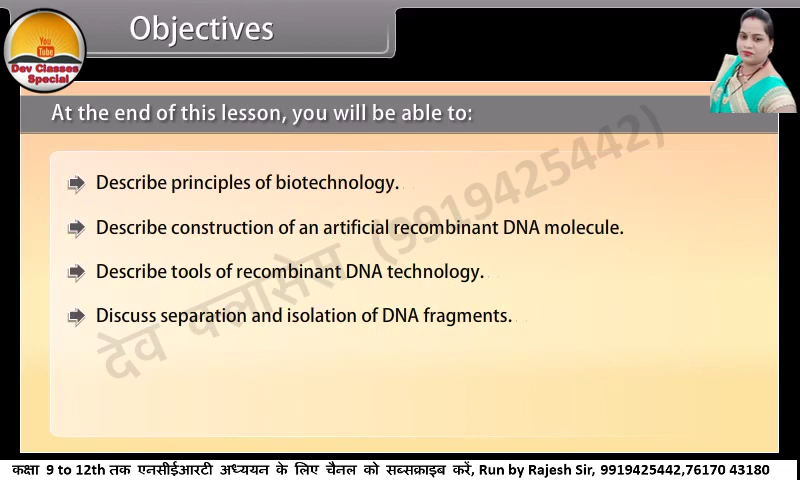 Objectives
You
Tube
Dev Classes
Special
At the end of this lesson, you will be able to:
Describe principles of biotechnology.
Describe construction of an artificial recombinant DNA molecule.
Describe tools of recombinant DNA technology.
Discuss separation and isolation of DNA fragments.
देव क्लासेस (9919425442)
कक्षा 9 to 12th तक एनसीईआरटी अध्ययन के लिए चैनल को सब्सक्राइब करें, Run by Rajesh Sir, 9919425442,76170 43180